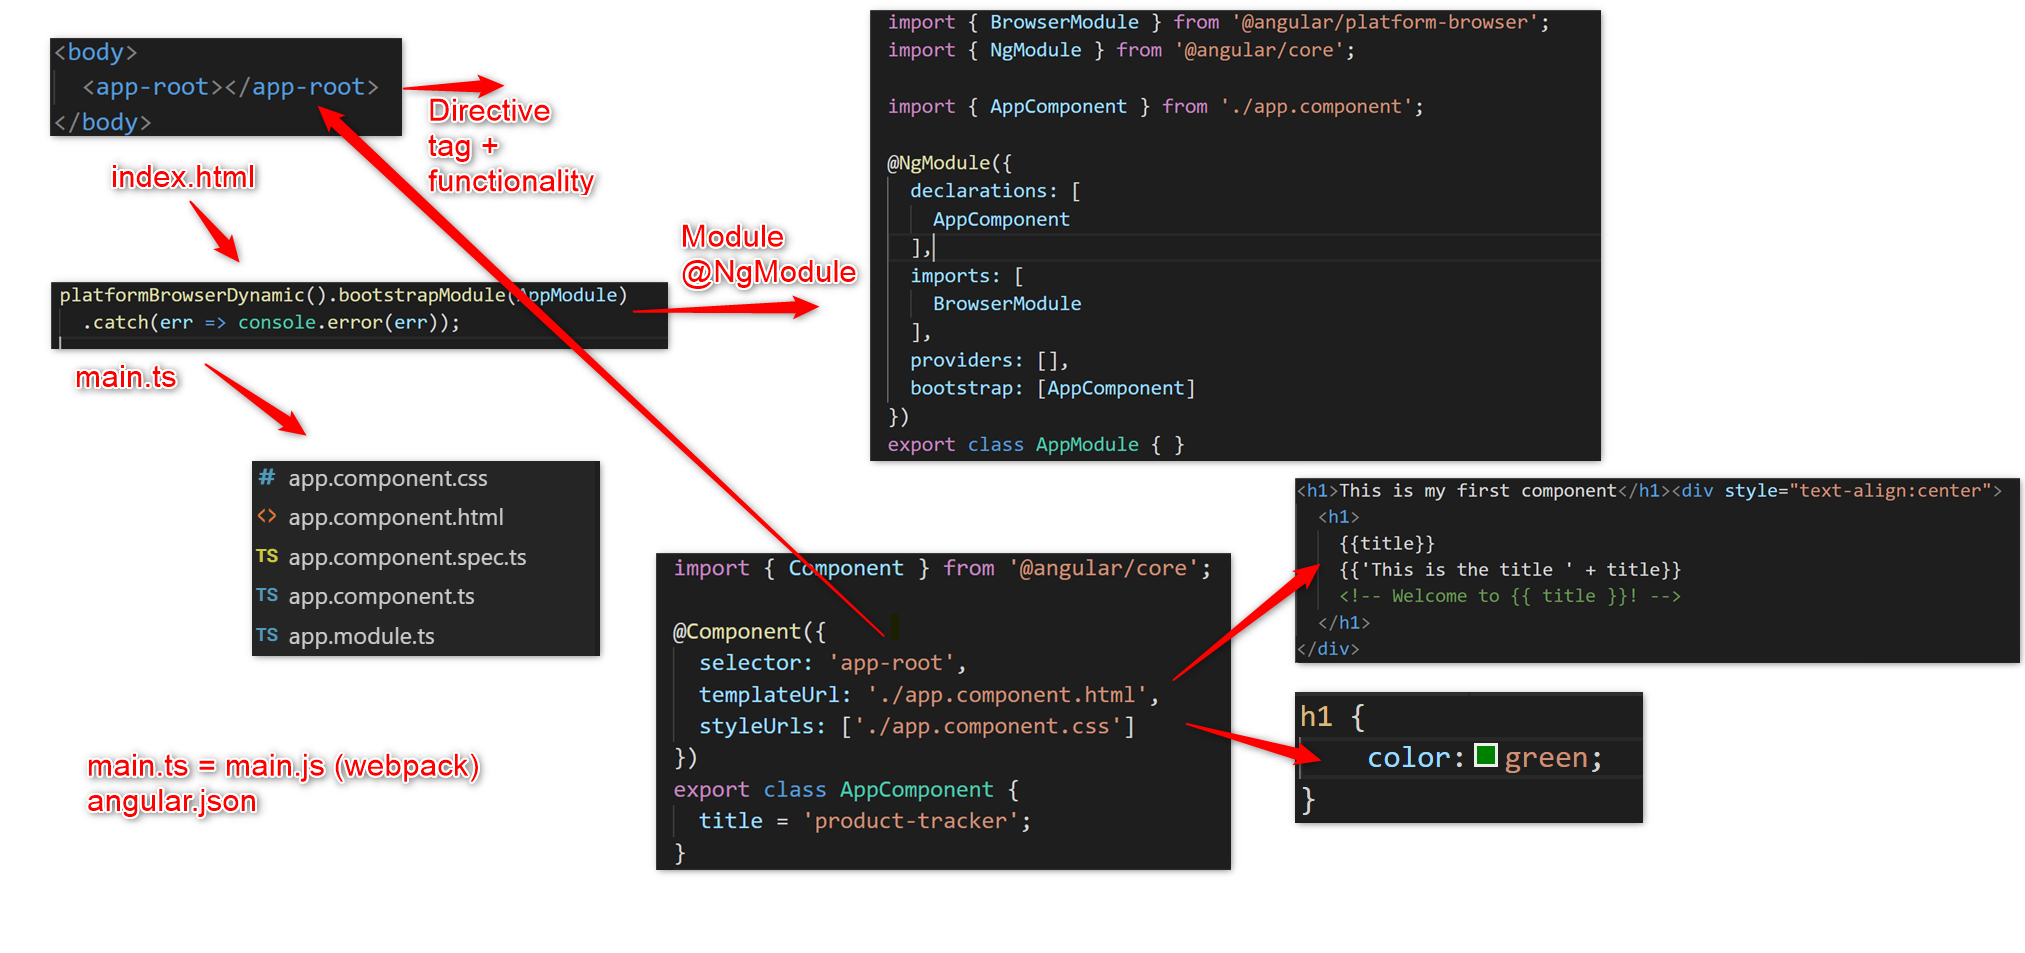 <body>
<app-root></app-root>
</body>
Directive
tag +
functionality
index.html
platformBrowserDynamic().bootstrapModule(AppModule)
.catch(err => console.error(err));
main.ts
Module
@NgModule
import { BrowserModule } from '@angular/platform-browser';
import { NgModule } from '@angular/core';
import { AppComponent } from './app.component';
@NgModule({
declarations: [
AppComponent
],
imports: [
BrowserModule
],
providers: [],
bootstrap: [AppComponent]
})
export class AppModule { }
# app.component.css
<> app.component.html
TS app.component.spec.ts
TS app.component.ts
TS app.module.ts
import { Component } from '@angular/core';
@Component({
selector: 'app-root',
templateUrl: './app.component.html',
styleUrls: ['./app.component.css']
})
export class AppComponent {
title = 'product-tracker';
}
<h1>This is my first component</h1><div style="text-align:center">
<h1>
{{title}}
{{'This is the title ' + title}}
<!-- Welcome to {{ title }}! -->
</h1>
</div>
h1 {
color: green;
}
main.ts = main.js (webpack)
angular.json